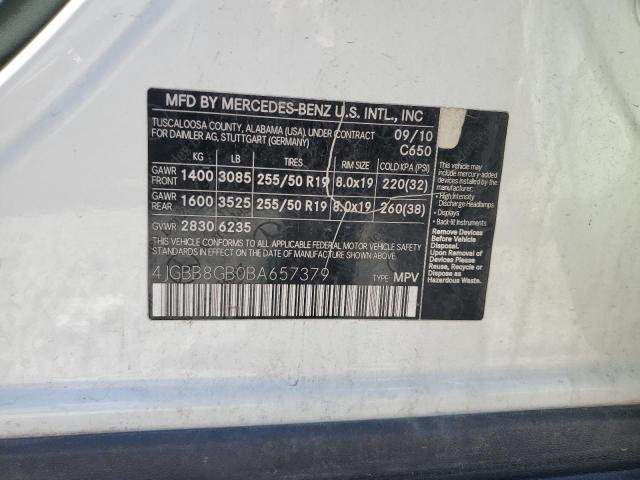 MFD BY MERCEDES-BENZ U.S. INTL., INC
TUSCALOOSA COUNTY, ALABAMA (USA), UNDER CONTRACT 09/10
FOR DAIMLER AG, STUTTGART (GERMANY) C650
KG LB TIRES RIM SIZE COLD KPA (PSI)
GAWR FRONT 1400 3085 255/50 R19 8.0x19 220(32)
GAWR REAR 1600 3525 255/50 R19 8.0x19 260(38)
GVWR 2830 6235
THIS VEHICLE CONFORMS TO ALL APPLICABLE FEDERAL MOTOR VEHICLE SAFETY
STANDARDS IN EFFECT ON THE DATE OF MANUFACTURE SHOWN ABOVE.
4JGBB8GB0BA657379 TYPE: MPV
This vehicle may
include mercury-added
devices installed by the
manufacturer:
• High Intensity
Discharge Headlamps
• Displays
• Back-lit Instruments
Remove Devices
Before Vehicle
Disposal.
Upon Removal
Reuse, Recycle or
Dispose as
Hazardous Waste.